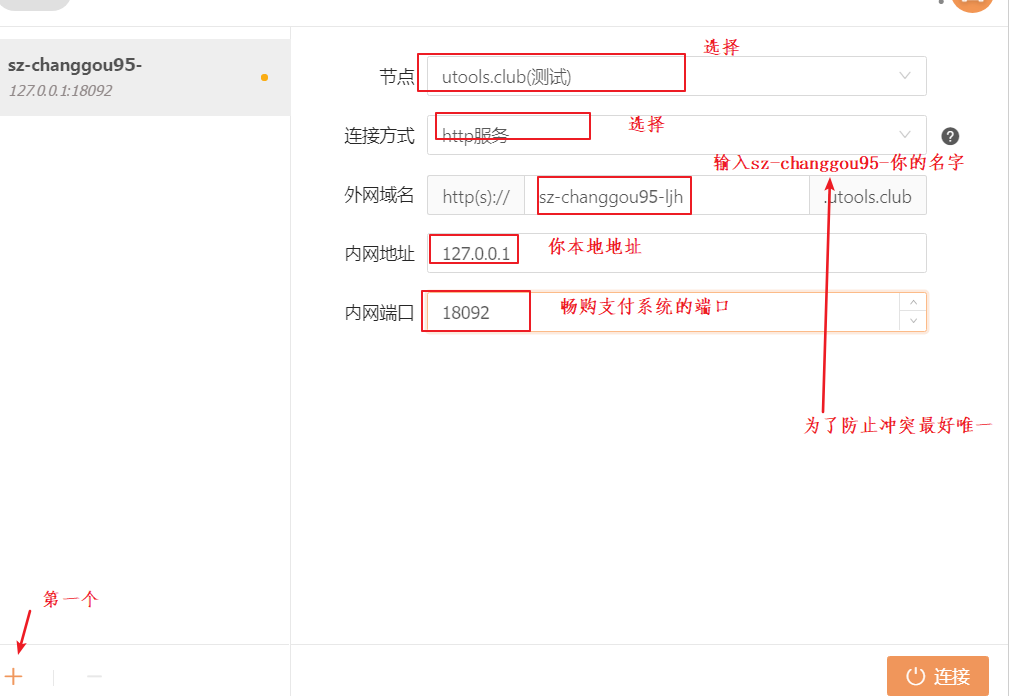 sz-changgou95-
127.0.0.1:18092
选择
节点 utools.club(测试)
选择
连接方式 http服务
输入sz-changgou95-你的名字
外网域名 http(s):// sz-changgou95-ljh .utools.club
内网地址 127.0.0.1 你本地地址
内网端口 18092 畅购支付系统的端口
为了防止冲突最好唯一
第一个
连接